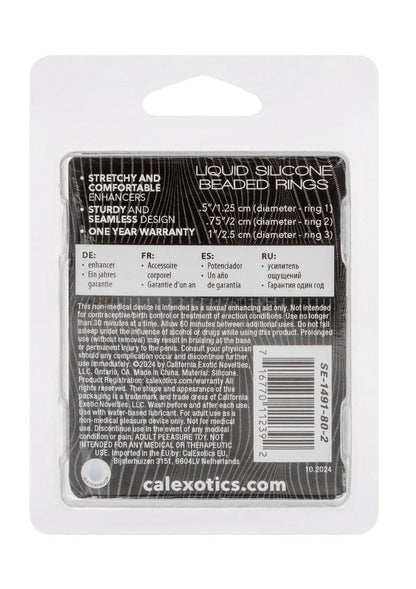 LIQUID SILICONE
BEADED RINGS
• STRETCHY AND
COMFORTABLE
ENHANCERS
• STURDY AND
SEAMLESS DESIGN
• ONE YEAR WARRANTY
.5"/1.25 cm (diameter - ring 1)
.75"/2 cm (diameter - ring 2)
1"/2.5 cm (diameter - ring 3)
DE:
• enhancer
• Ein jahres
garantie
FR:
• Accessoire
corporel
• Garantie d'un an
ES:
• Potenciador
• Un año
de garantía
RU:
• усилитель
ощущений
• Гарантия один год
This non-medical device is intended as a sexual enhancing aid only. Not intended
for contraceptive/birth control or treatment of erection conditions. Use no longer
than 30 minutes at a time. Allow 60 minutes between additional uses. Do not fall
asleep under the influence of alcohol, drugs or medication while using this product.
Prolonged use (without removal) may result in bruising at the base
or permanent injury to the penis. Consult your physician
should any complication occur and discontinue further
use immediately. ©2024 by California Exotic Novelties,
LLC, Ontario, CA. Made in China, Material: Silicone.
Product Registration: calexotics.com/warranty All
rights reserved. The shape and appearance of this
packaging is a trademark and trade dress of California
Exotic Novelties, LLC. Wash before and after each use.
Use with water-based lubricant. For adult use as a
non-medical pleasure device only. Not for medical
use. Discontinue use if any evidence of a medical
condition or pain. ADULT PLEASURE TOY. NOT
INTENDED FOR ANY MEDICAL OR THERAPEUTIC
USE. Imported in the EU by: CalExotics EU,
Bijsterhuizen 3151, 6604LV Netherlands
7 16770 11239 2
SE-1491-80-2
10.2024
WATERPROOF
calexotics.com